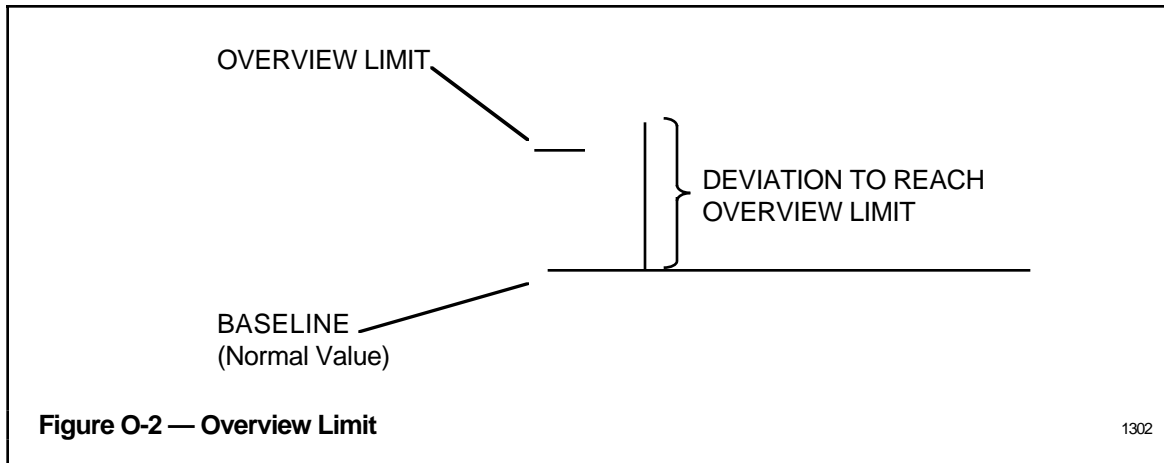 OVERVIEW LIMIT
DEVIATION TO REACH
OVERVIEW LIMIT
BASELINE
(Normal Value)
Figure O-2 — Overview Limit
1302